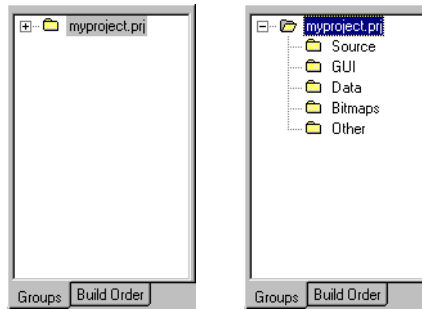 myproject.prj
Groups Build Order
myproject.prj
Source
GUI
Data
Bitmaps
Other
Groups Build Order